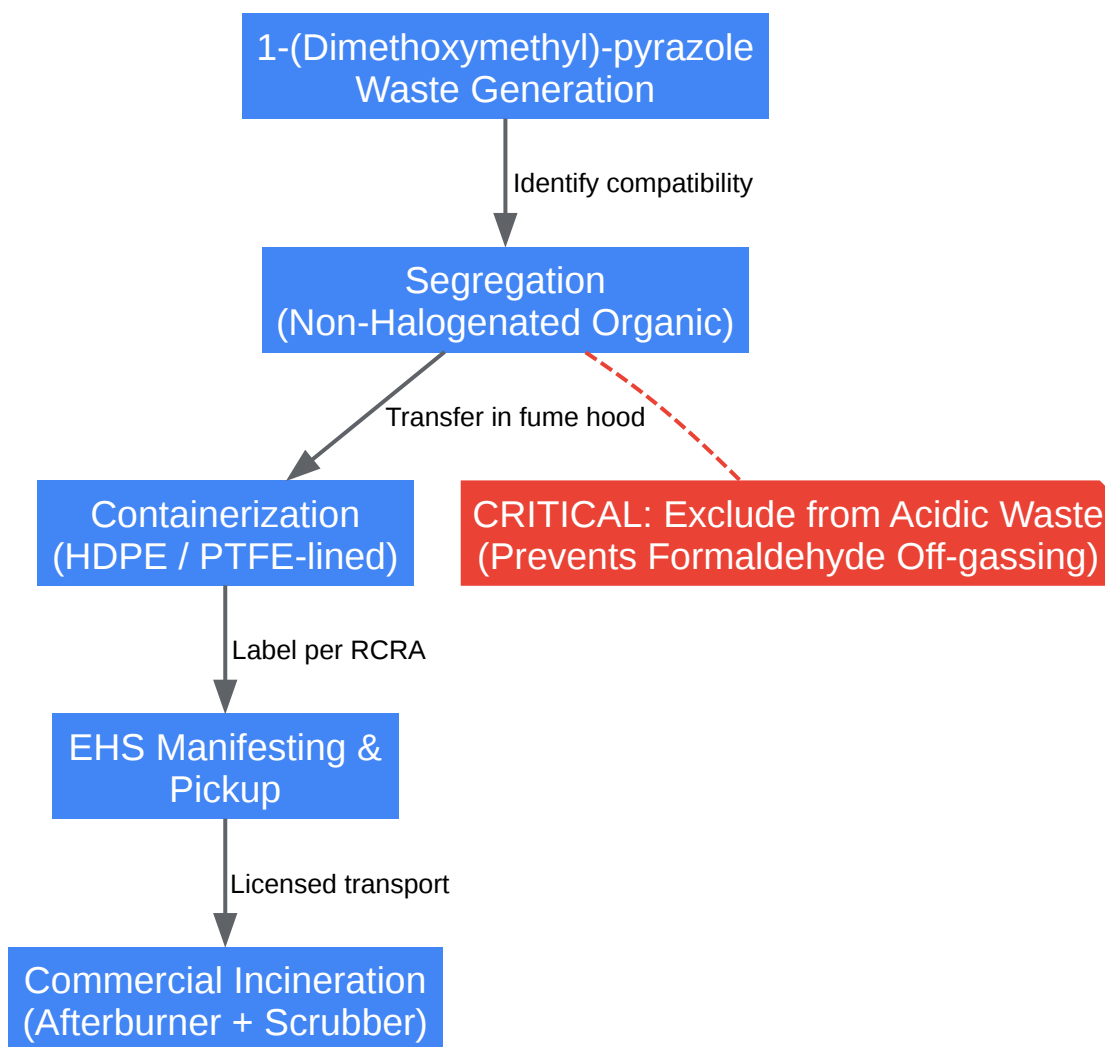 1-(Dimethoxymethyl)-pyrazole
Waste Generation
Identify compatibility
Segregation
(Non-Halogenated Organic)
Transfer in fume hood
Containerization
(HDPE / PTFE-lined)
CRITICAL: Exclude from Acidic Waste
(Prevents Formaldehyde Off-gassing)
Label per RCRA
EHS Manifesting &
Pickup
Licensed transport
Commercial Incineration
(Afterburner + Scrubber)